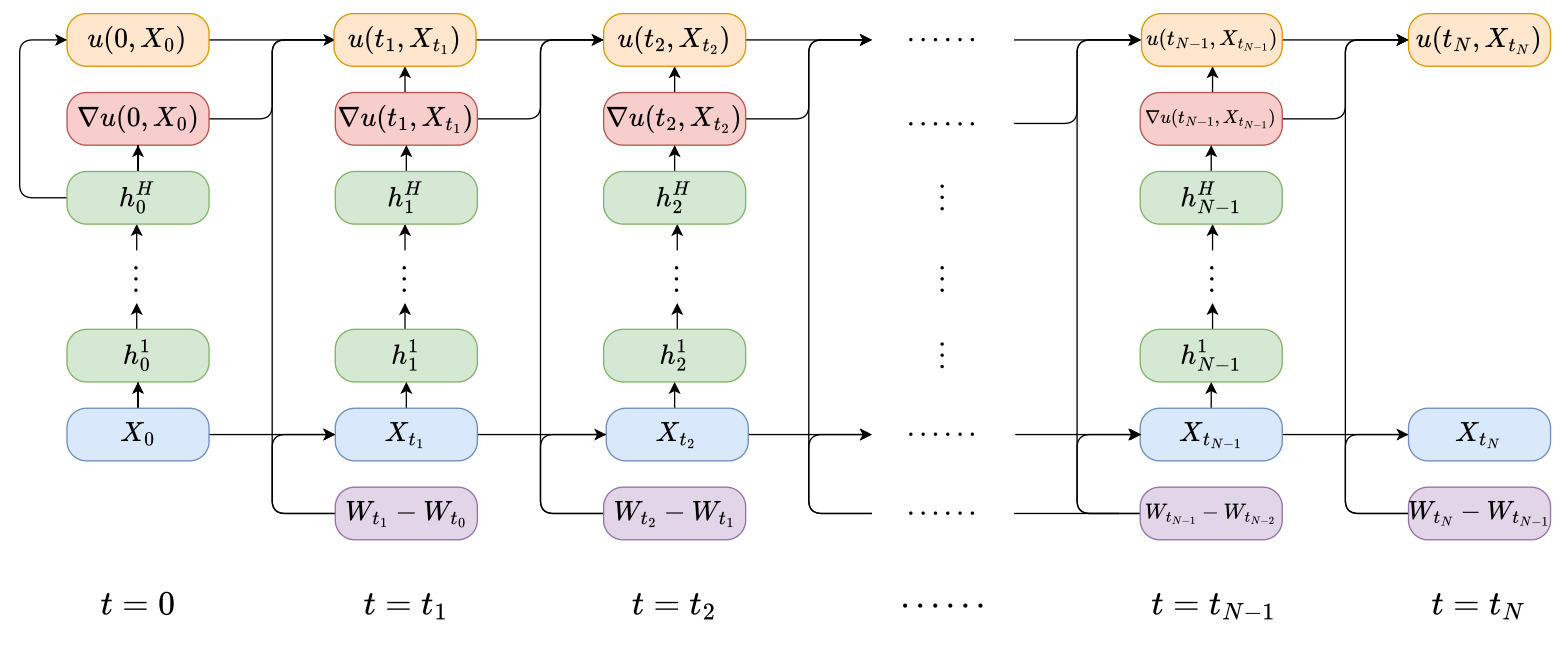 u(0, X_0) u(t_1, X_{t_1}) u(t_2, X_{t_2}) ⋯⋯ u(t_{N−1}, X_{t_{N−1}}) u(t_N, X_{t_N})
∇u(0, X_0) ∇u(t_1, X_{t_1}) ∇u(t_2, X_{t_2}) ⋯⋯ ∇u(t_{N−1}, X_{t_{N−1}})
h_0^H h_1^H h_2^H ⋮ h_{N−1}^H
⋮ ⋮ ⋮ ⋮ ⋮
h_0^1 h_1^1 h_2^1 ⋮ h_{N−1}^1
X_0 X_{t_1} X_{t_2} ⋯⋯ X_{t_{N−1}} X_{t_N}
W_{t_1} − W_{t_0} W_{t_2} − W_{t_1} ⋯⋯ W_{t_{N−1}} − W_{t_{N−2}} W_{t_N} − W_{t_{N−1}}
t = 0 t = t_1 t = t_2 ⋯⋯ t = t_{N−1} t = t_N